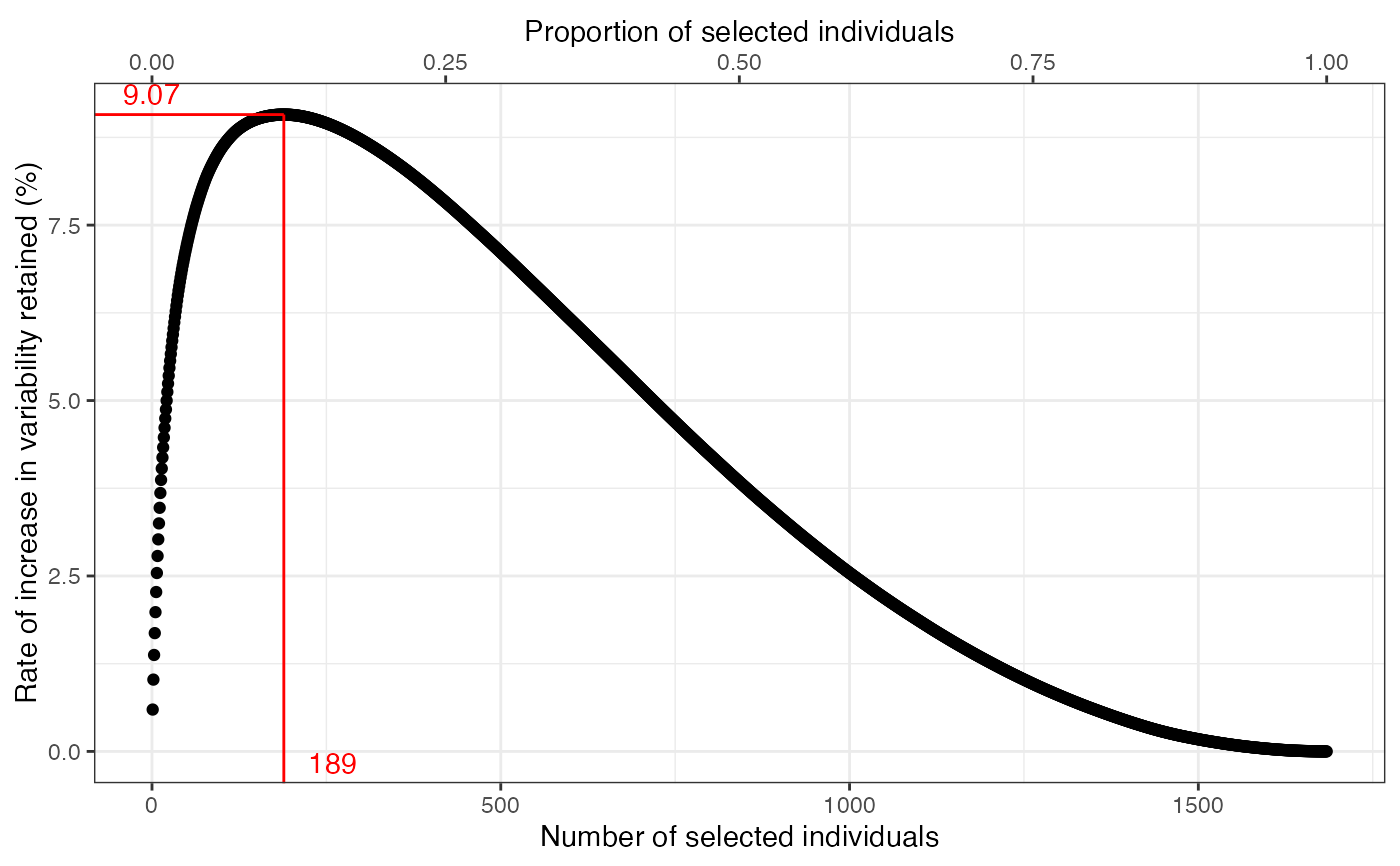 Proportion of selected individuals
0.00 0.25 0.50 0.75 1.00
9.07
Rate of increase in variability retained (%)
7.5
5.0
2.5
0.0
189
0 500 1000 1500
Number of selected individuals